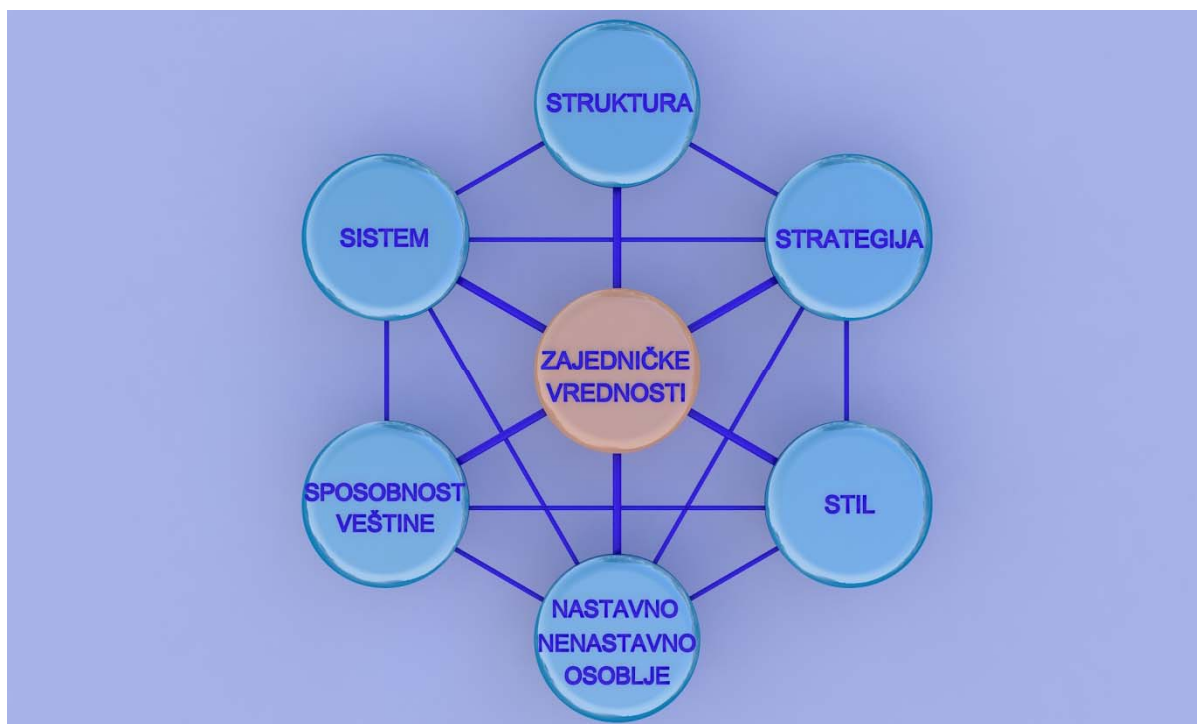 STRUKTURA
SISTEM
STRATEGIJA
ZAJEDNIČKE
VREDNOSTI
SPOSOBNOST
VEŠTINE
STIL
NASTAVNO
NENASTAVNO
OSOBLJE